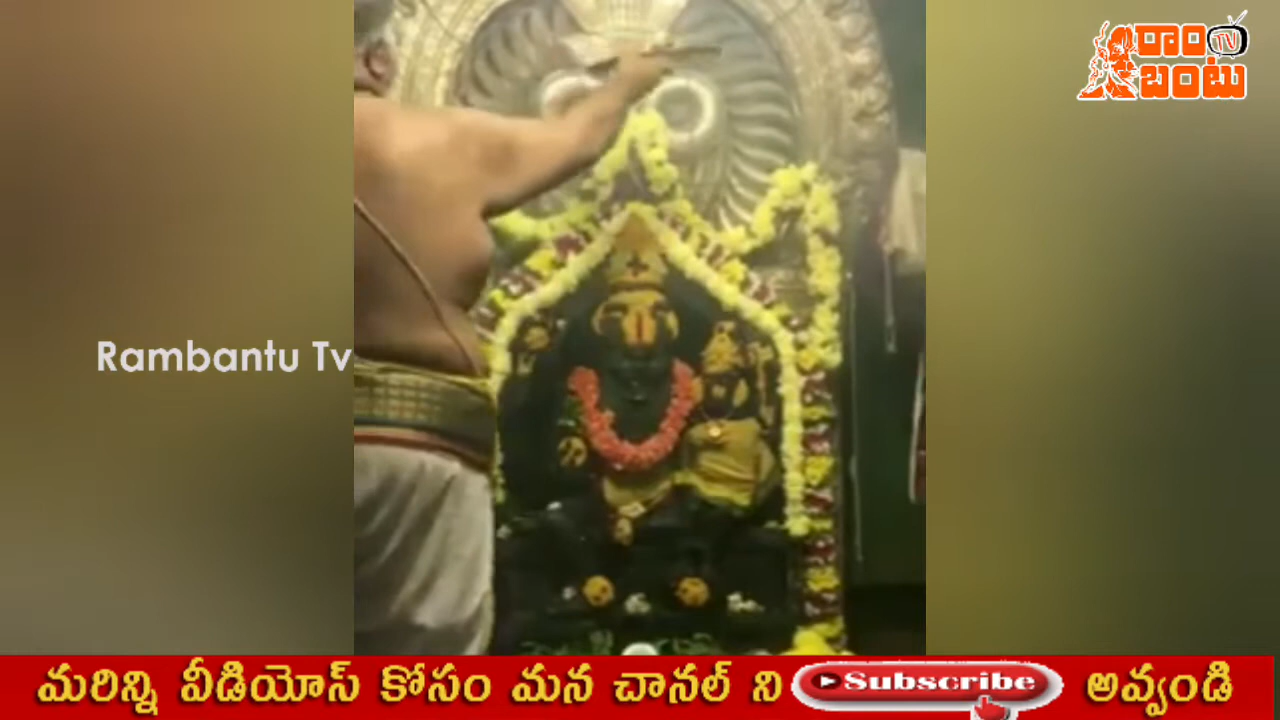 రాం TV
బంటు
Rambantu Tv
మరిన్ని వీడియోస్ కోసం మన చానల్ ని Subscribe అవ్వండి